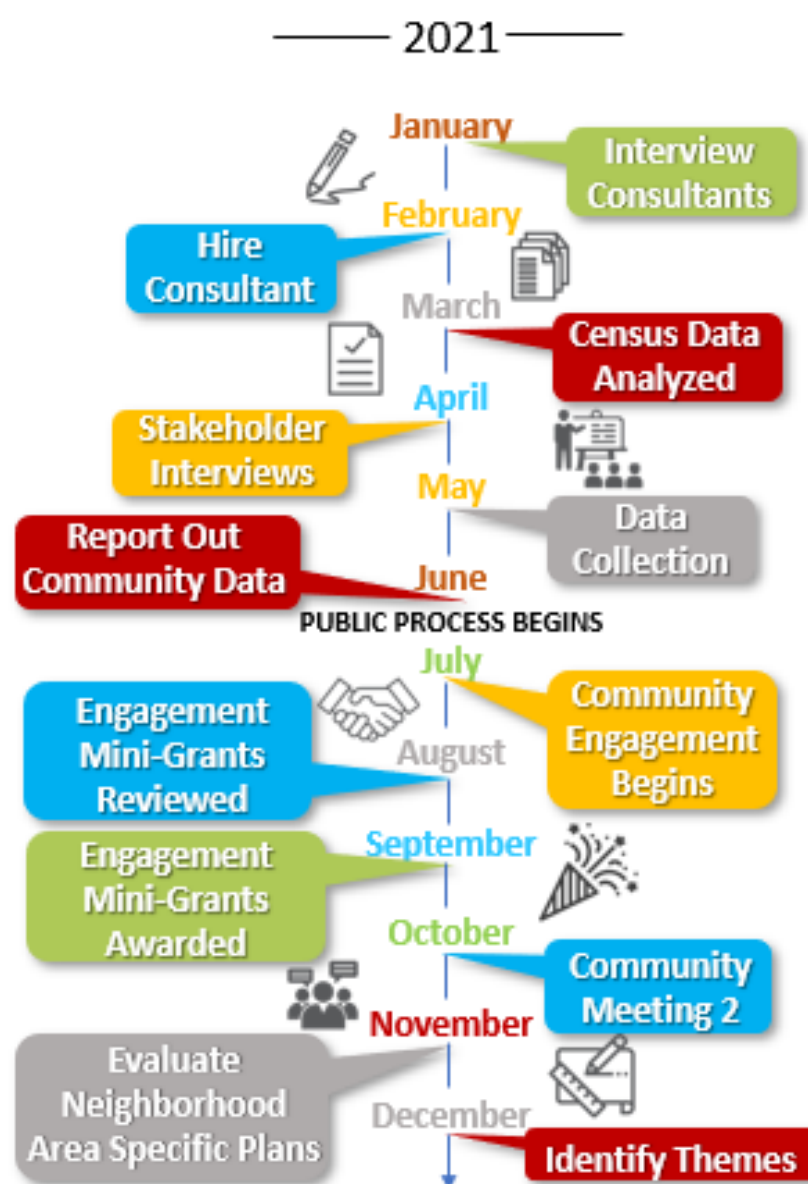 2021
January
Interview
Consultants
February
Hire
Consultant
March
Census Data
Analyzed
April
Stakeholder
Interviews
May
Data
Collection
Report Out
Community Data
June
PUBLIC PROCESS BEGINS
July
Community
Engagement
Begins
Engagement
Mini-Grants
Reviewed
August
September
Engagement
Mini-Grants
Awarded
October
Community
Meeting 2
November
Evaluate
Neighborhood
Area Specific Plans
December
Identify Themes